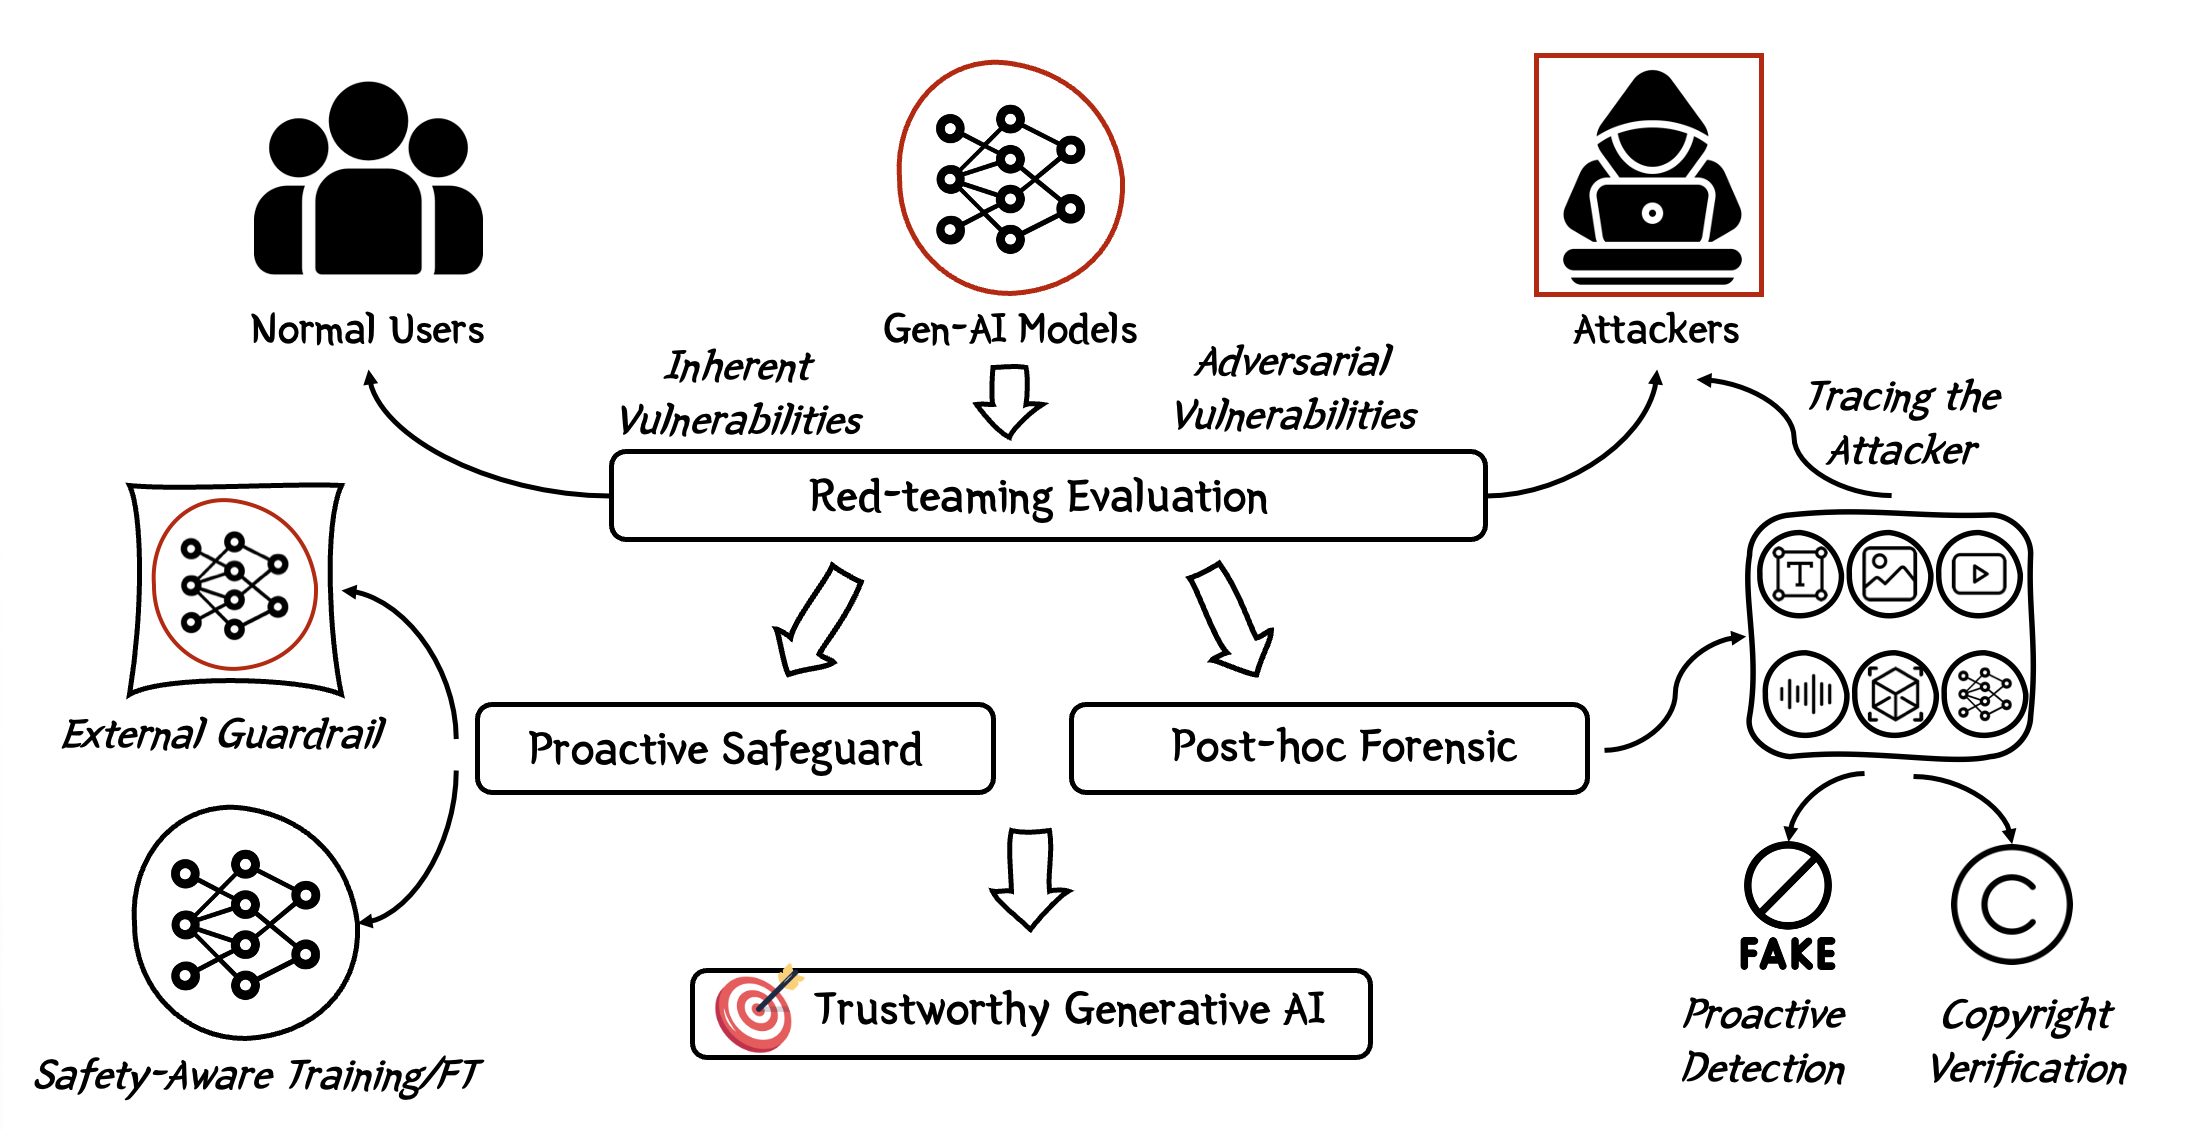 Normal Users
Gen-AI Models
Attackers
Inherent
Vulnerabilities
Adversarial
Vulnerabilities
Tracing the
Attacker
Red-teaming Evaluation
T
External Guardrail
Proactive Safeguard
Post-hoc Forensic
FAKE
C
Trustworthy Generative AI
Proactive
Detection
Copyright
Verification
Safety-Aware Training/FT